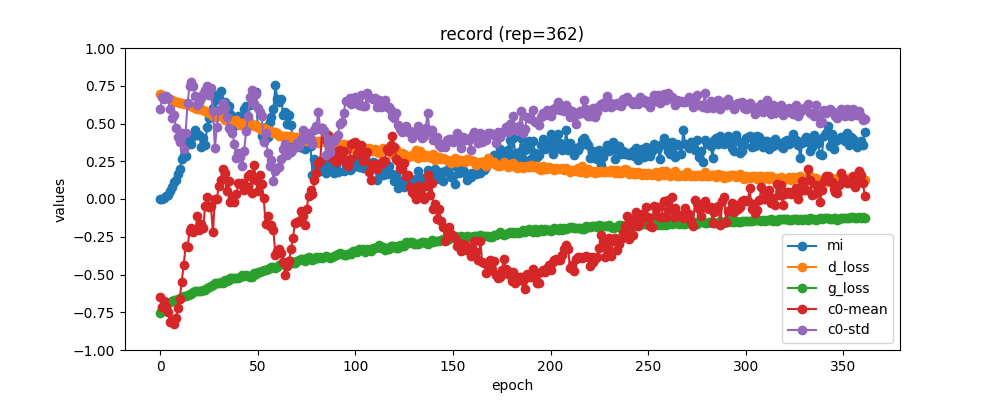 record (rep=362)
1.00
0.75
0.50
0.25
0.00
−0.25
−0.50
−0.75
−1.00
values
0 50 100 150 200 250 300 350
epoch
mi
d_loss
g_loss
c0-mean
c0-std